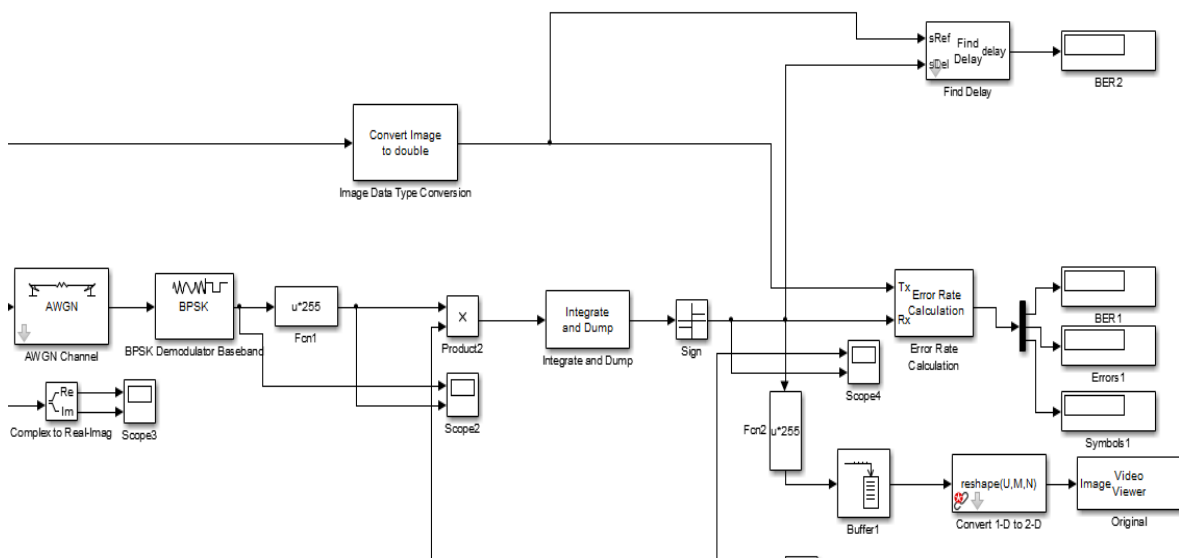 sRef
sDel
Find
Delay
delay
Find Delay
BER2
Convert Image
to double
Image Data Type Conversion
AWGN
AWGN Channel
BPSK
BPSK Demodulator Baseband
u*255
Fcn1
X
Product2
Integrate
and Dump
Integrate and Dump
Sign
Tx
Rx
Error Rate
Calculation
Error Rate
Calculation
BER1
Errors1
Symbols1
Re
Im
Complex to Real-Imag
Scope3
Scope2
Scope4
Fcn2
u*255
Buffer1
reshape(U,M,N)
Convert 1-D to 2-D
Image
Video
Viewer
Original